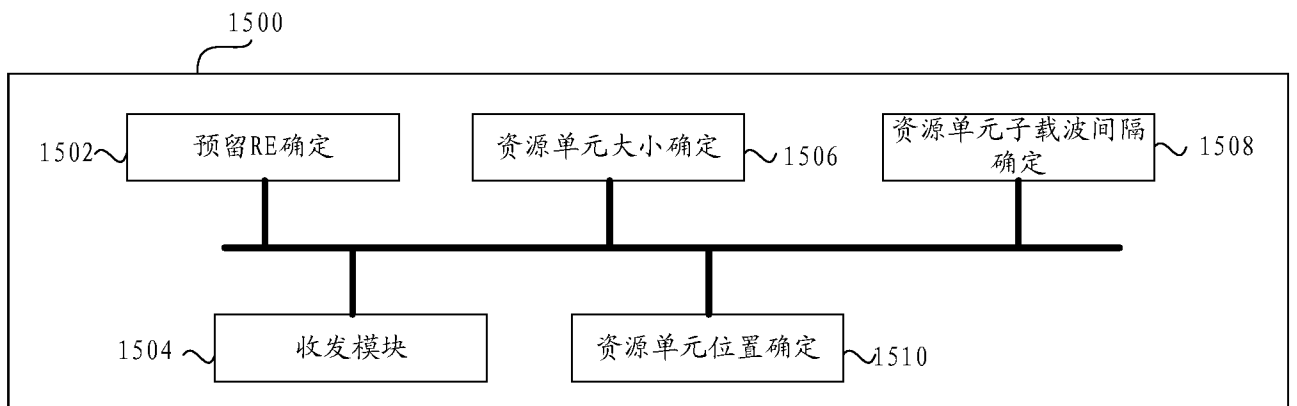 1500
1502
预留RE确定
资源单元大小确定
1506
资源单元子载波间隔
确定
1508
1504
收发模块
资源单元位置确定
1510